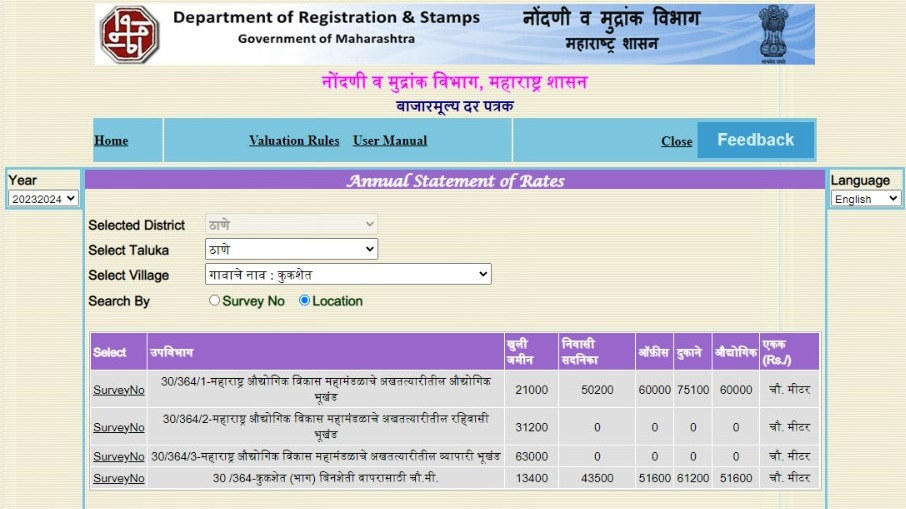 Department of Registration & Stamps
Government of Maharashtra
नोंदणी व मुद्रांक विभाग
महाराष्ट्र शासन
नोंदणी व मुद्रांक विभाग, महाराष्ट्र शासन
बाजारमूल्य दर पत्रक
Home Valuation Rules User Manual Close Feedback
Year
20232024
Annual Statement of Rates
Language
English
Selected District ठाणे
Select Taluka ठाणे
Select Village गावाचे नाव : कुकशेत
Search By Survey No Location
Select उपविभाग खुली जमीन निवासी सदनिका ऑफ़ीस दुकाने औद्योगिक एकक (Rs./)
SurveyNo 30/364/1-महाराष्ट्र औद्योगिक विकास महामंडळाचे अखतत्यारीतील औद्योगिक भूखंड 21000 50200 60000 75100 60000 चौ. मीटर
SurveyNo 30/364/2-महाराष्ट्र औद्योगिक विकास महामंडळाचे अखतत्यारीतील रहिवासी भूखंड 31200 0 0 0 0 चौ. मीटर
SurveyNo 30/364/3-महाराष्ट्र औद्योगिक विकास महामंडळाचे अखतत्यारीतील व्यापारी भूखंड 63000 0 0 0 0 चौ. मीटर
SurveyNo 30 /364-कुकशेत (भाग) बिनशेती वापरासाठी चौ.मी. 13400 43500 51600 61200 51600 चौ. मीटर